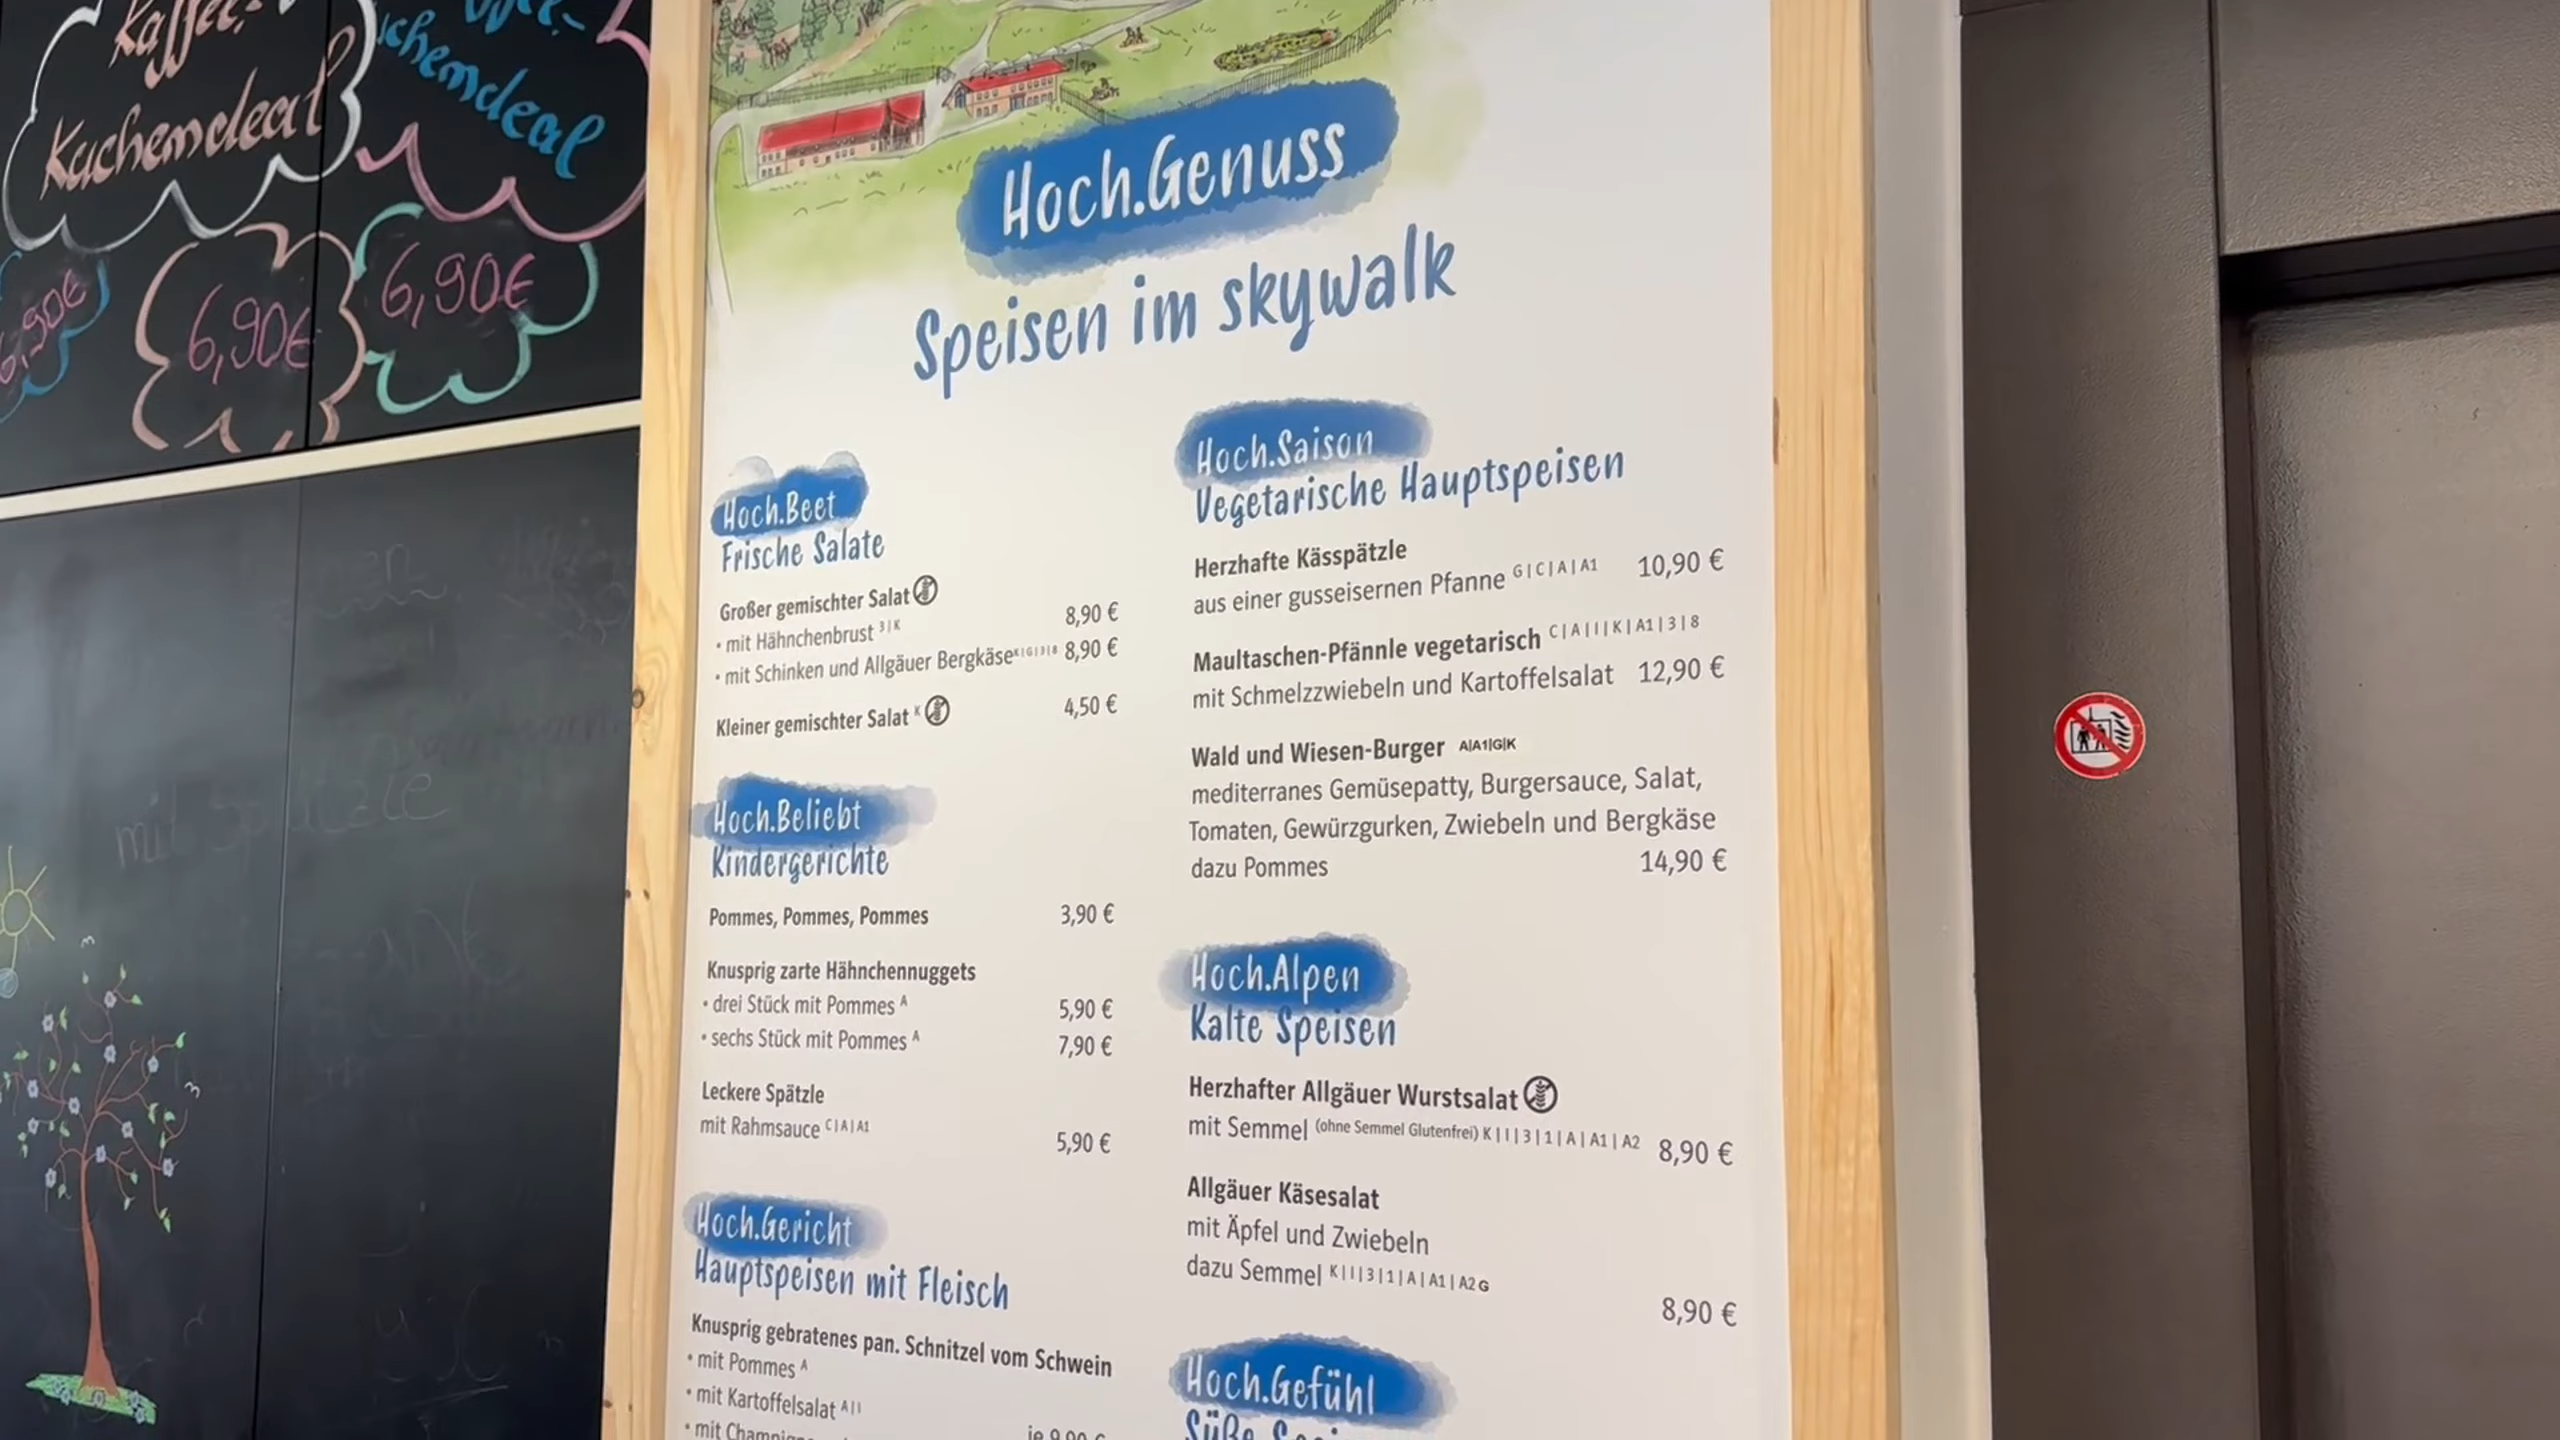 Kaffee-
Kuchendeal
chendeal
6,90€
6,90€
6,90€
Hoch.Genuss
Speisen im skywalk
Hoch.Beet
Frische Salate
Großer gemischter Salat
• mit Hähnchenbrust 3|K 8,90 €
• mit Schinken und Allgäuer Bergkäse K|G|3|8 8,90 €
Kleiner gemischter Salat K 4,50 €
Hoch.Beliebt
Kindergerichte
Pommes, Pommes, Pommes 3,90 €
Knusprig zarte Hähnchennuggets
• drei Stück mit Pommes A 5,90 €
• sechs Stück mit Pommes A 7,90 €
Leckere Spätzle
mit Rahmsauce C|A|A1
5,90 €
Hoch.Gericht
Hauptspeisen mit Fleisch
Knusprig gebratenes pan. Schnitzel vom Schwein
• mit Pommes A
• mit Kartoffelsalat A|I
• mit
je 9,90 €
Hoch.Saison
Vegetarische Hauptspeisen
Herzhafte Kässpätzle
aus einer gusseisernen Pfanne G|C|A|A1 10,90 €
Maultaschen-Pfännle vegetarisch C|A|I|K|A1|3|8
mit Schmelzzwiebeln und Kartoffelsalat 12,90 €
Wald und Wiesen-Burger A|A1|G|K
mediterranes Gemüsepatty, Burgersauce, Salat,
Tomaten, Gewürzgurken, Zwiebeln und Bergkäse
dazu Pommes 14,90 €
Hoch.Alpen
Kalte Speisen
Herzhafter Allgäuer Wurstsalat
mit Semmel (ohne Semmel Glutenfrei) K|I|3|1|A|A1|A2 8,90 €
Allgäuer Käsesalat
mit Äpfel und Zwiebeln
dazu Semmel K|I|3|1|A|A1|A2 G
8,90 €
Hoch.Gefühl
Süße